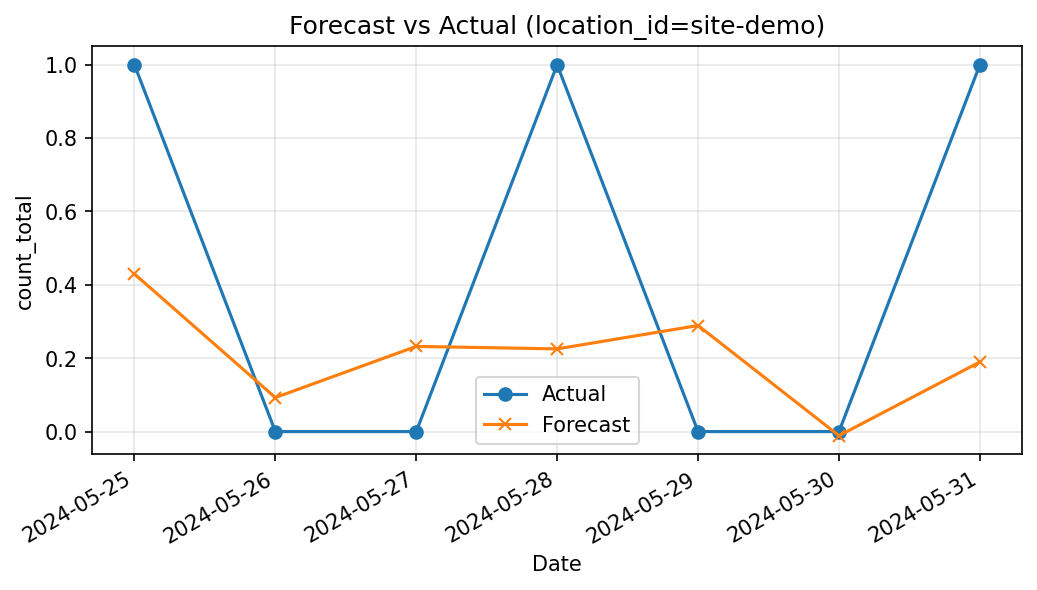 Forecast vs Actual (location_id=site-demo)
count_total
1.0
0.8
0.6
0.4
0.2
0.0
Actual
Forecast
2024-05-25
2024-05-26
2024-05-27
2024-05-28
2024-05-29
2024-05-30
2024-05-31
Date